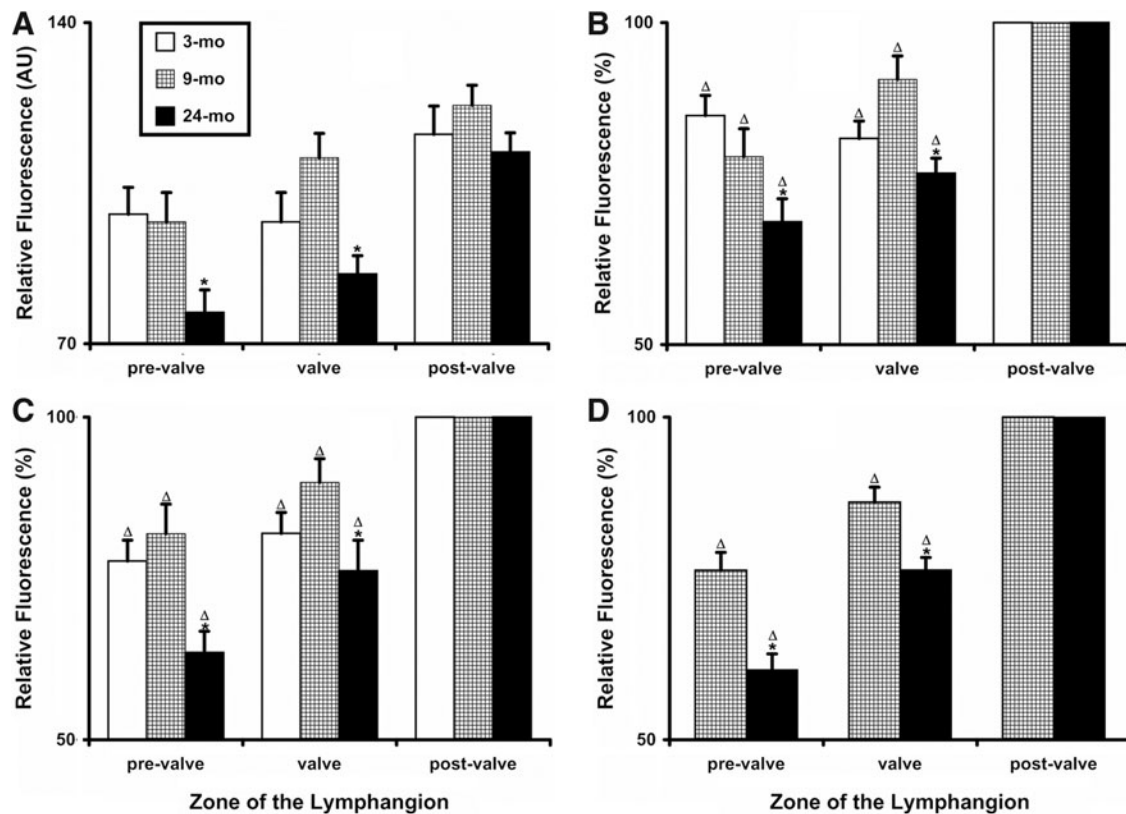 A
140
3-mo
9-mo
24-mo
Relative Fluorescence (AU)
*
*
70
pre-valve valve post-valve
B
100
Relative Fluorescence (%)
Δ
Δ
Δ
*
Δ
Δ
Δ
*
50
pre-valve valve post-valve
C
100
Relative Fluorescence (%)
Δ
Δ
Δ
*
Δ
Δ
Δ
*
50
pre-valve valve post-valve
Zone of the Lymphangion
D
100
Relative Fluorescence (%)
Δ
Δ
*
Δ
Δ
*
50
pre-valve valve post-valve
Zone of the Lymphangion